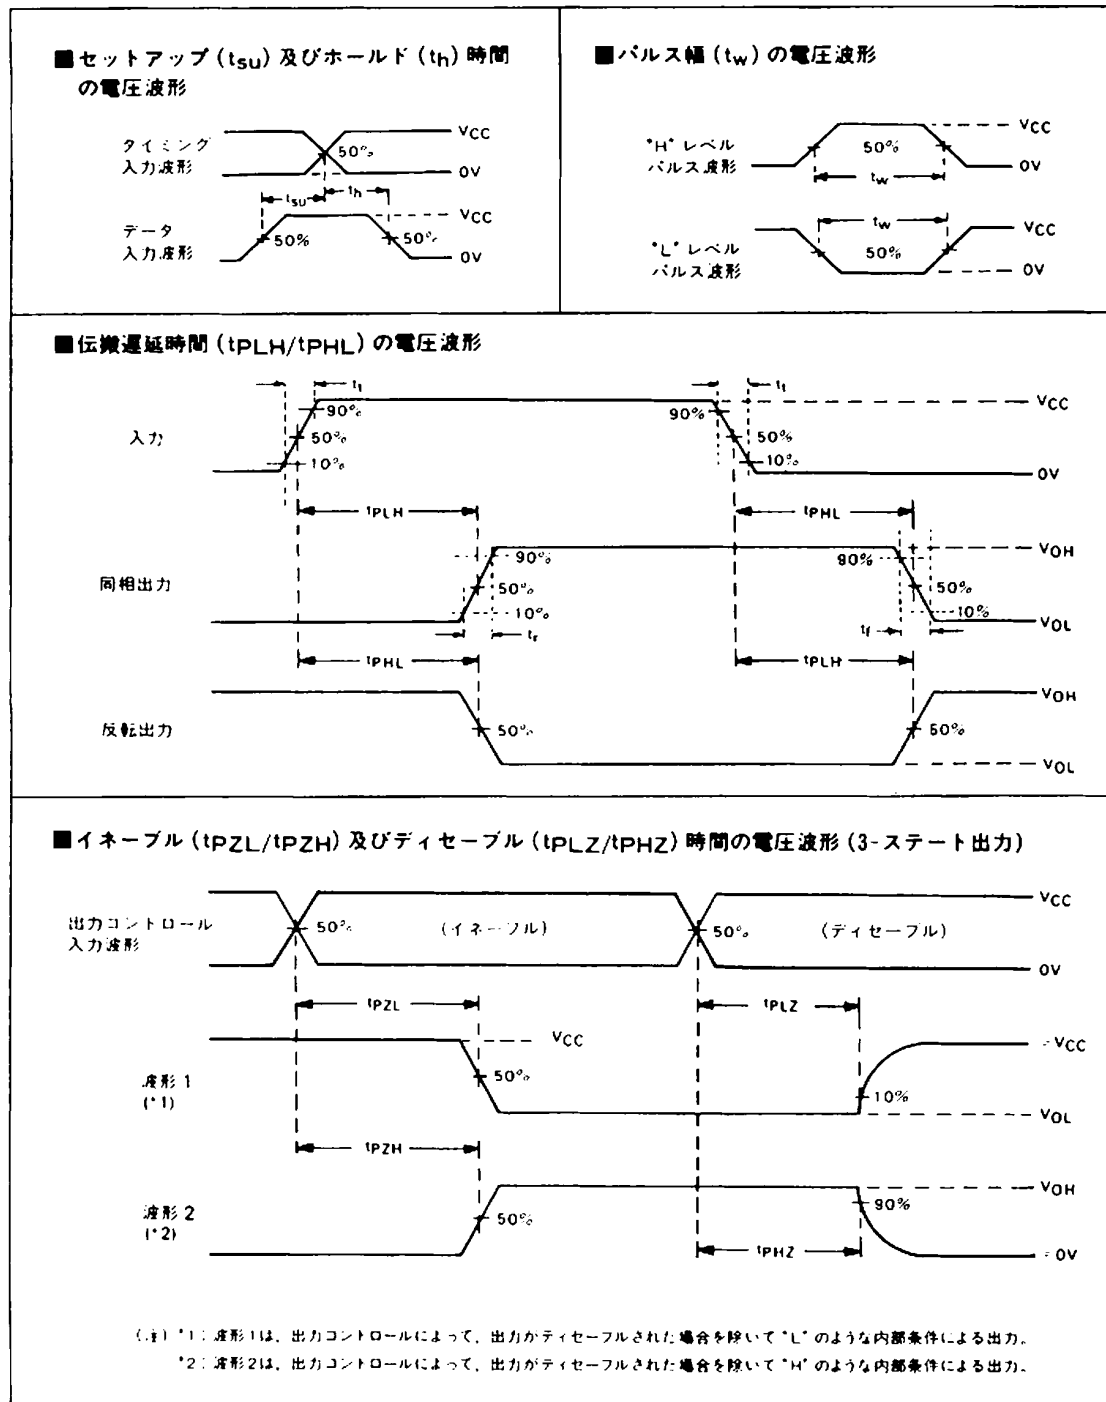 ■セットアップ (tsu) 及びホールド (th) 時間
の電圧波形
タイミング
入力波形
50%
VCC
0V
tsu
th
データ
入力波形
50%
50%
VCC
0V
■パルス幅 (tw) の電圧波形
"H" レベル
パルス波形
50%
tw
VCC
0V
"L" レベル
パルス波形
tw
50%
VCC
0V
■伝搬遅延時間 (tPLH/tPHL) の電圧波形
入力
tt
90%
50%
10%
tt
90%
50%
10%
VCC
0V
tPLH
tPHL
同相出力
90%
50%
10%
tr
90%
50%
10%
tf
VOH
VOL
tPHL
tPLH
反転出力
50%
50%
VOH
VOL
■イネーブル (tPZL/tPZH) 及びディセーブル (tPLZ/tPHZ) 時間の電圧波形 (3-ステート出力)
出力コントロール
入力波形
50%
(イネーブル)
50%
(ディセーブル)
VCC
0V
tPZL
tPLZ
波形 1
(*1)
VCC
50%
10%
≒VCC
VOL
tPZH
波形 2
(*2)
50%
90%
VOH
≒0V
tPHZ
(注) *1：波形1は、出力コントロールによって、出力がディセーブルされた場合を除いて "L" のような内部条件による出力。
*2：波形2は、出力コントロールによって、出力がディセーブルされた場合を除いて "H" のような内部条件による出力。